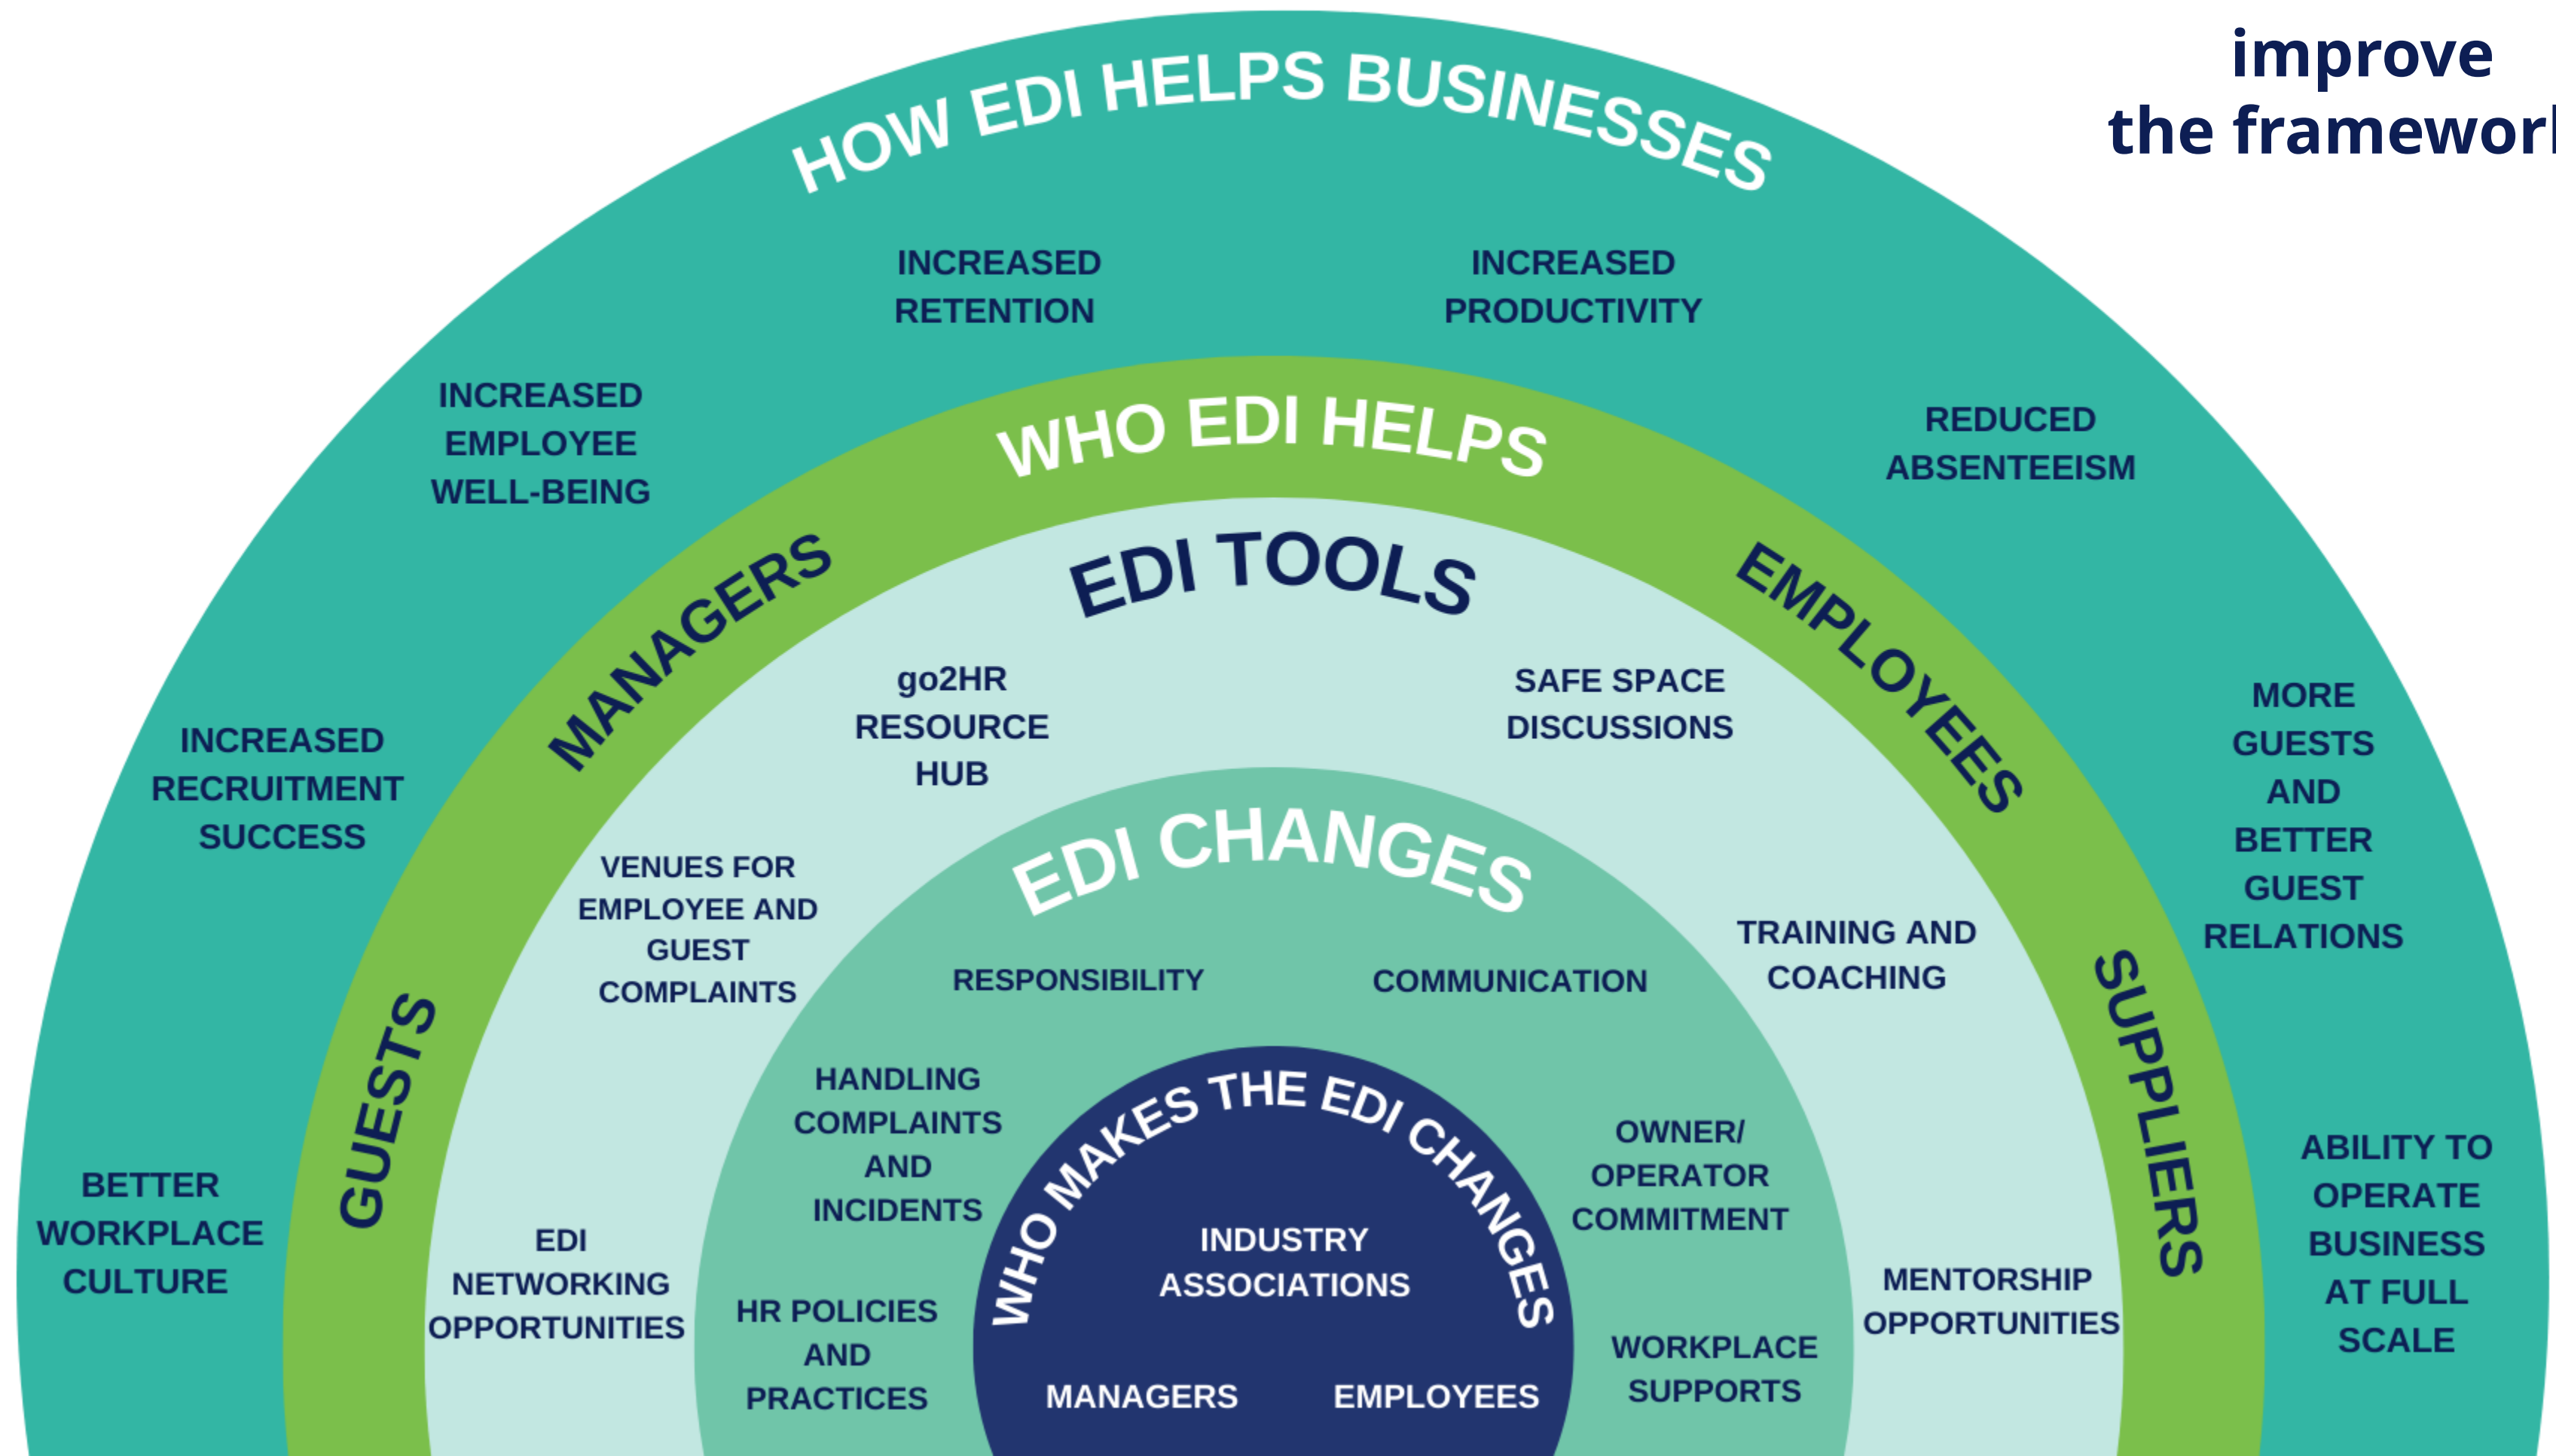 improve
the framework
HOW EDI HELPS BUSINESSES
INCREASED
RETENTION
INCREASED
PRODUCTIVITY
INCREASED
EMPLOYEE
WELL-BEING
REDUCED
ABSENTEEISM
INCREASED
RECRUITMENT
SUCCESS
MORE
GUESTS
AND
BETTER
GUEST
RELATIONS
BETTER
WORKPLACE
CULTURE
ABILITY TO
OPERATE
BUSINESS
AT FULL
SCALE
WHO EDI HELPS
MANAGERS
EMPLOYEES
GUESTS
SUPPLIERS
EDI TOOLS
go2HR
RESOURCE
HUB
SAFE SPACE
DISCUSSIONS
VENUES FOR
EMPLOYEE AND
GUEST
COMPLAINTS
TRAINING AND
COACHING
EDI
NETWORKING
OPPORTUNITIES
MENTORSHIP
OPPORTUNITIES
EDI CHANGES
RESPONSIBILITY
COMMUNICATION
HANDLING
COMPLAINTS
AND
INCIDENTS
OWNER/
OPERATOR
COMMITMENT
HR POLICIES
AND
PRACTICES
WORKPLACE
SUPPORTS
WHO MAKES THE EDI CHANGES
INDUSTRY
ASSOCIATIONS
MANAGERS
EMPLOYEES